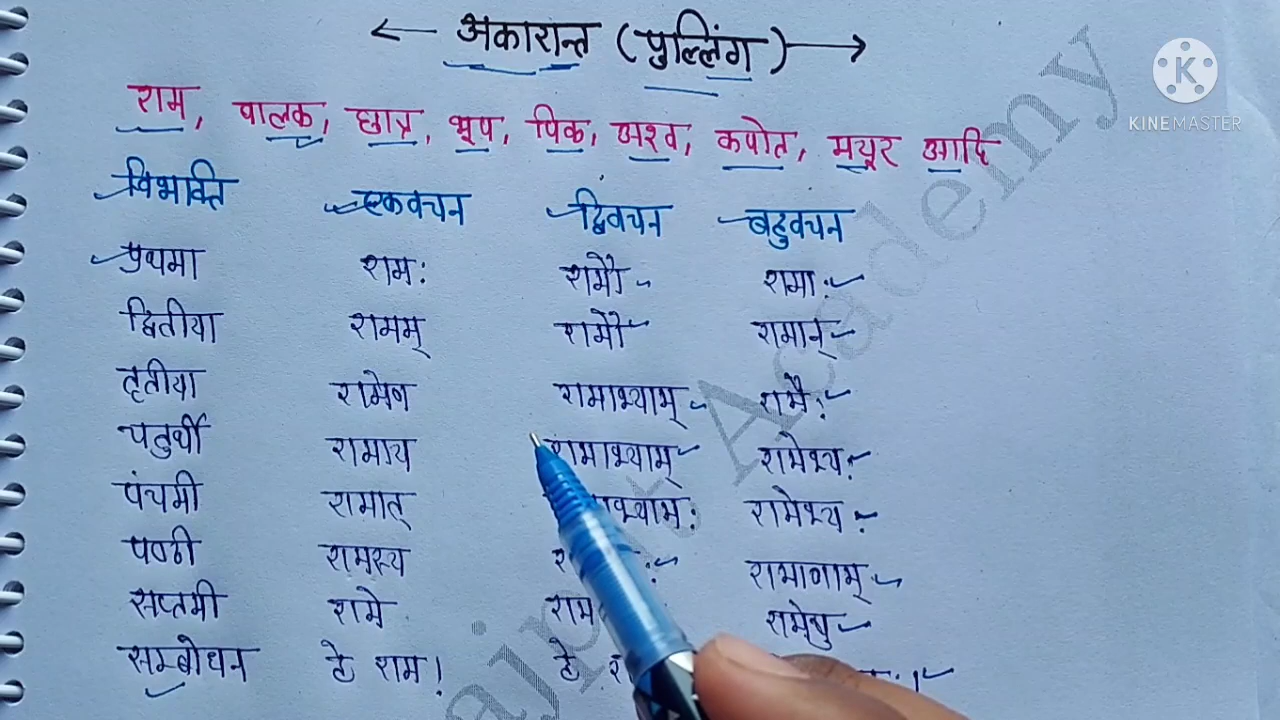 ← अकारान्त (पुल्लिंग) →
KINEMASTER
राम, बालक, छात्र, भूप, पिक, अश्व, कपोत, मयूर आदि
विभक्ति एकवचन द्विवचन बहुवचन
प्रथमा रामः रामौ रामाः
द्वितीया रामम् रामौ रामान्
तृतीया रामेण रामाभ्याम् रामैः
चतुर्थी रामाय रामाभ्याम् रामेभ्यः
पंचमी रामात् रामेभ्यः
षष्ठी रामस्य रामाणाम्
सप्तमी रामे रामेषु
सम्बोधन हे राम! हे
Academy